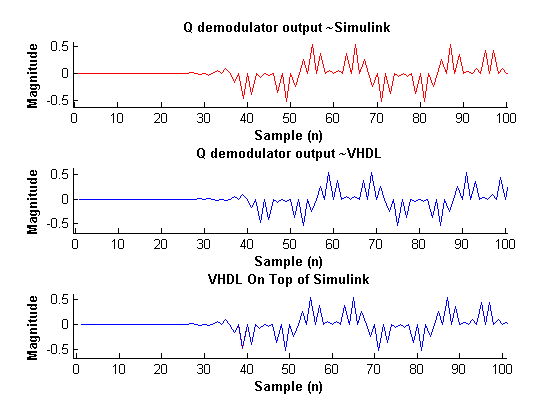 Q demodulator output ~Simulink
Magnitude
0.5
0
-0.5
0 10 20 30 40 50 60 70 80 90 100
Sample (n)
Q demodulator output ~VHDL
Magnitude
0.5
0
-0.5
0 10 20 30 40 50 60 70 80 90 100
Sample (n)
VHDL On Top of Simulink
Magnitude
0.5
0
-0.5
0 10 20 30 40 50 60 70 80 90 100
Sample (n)